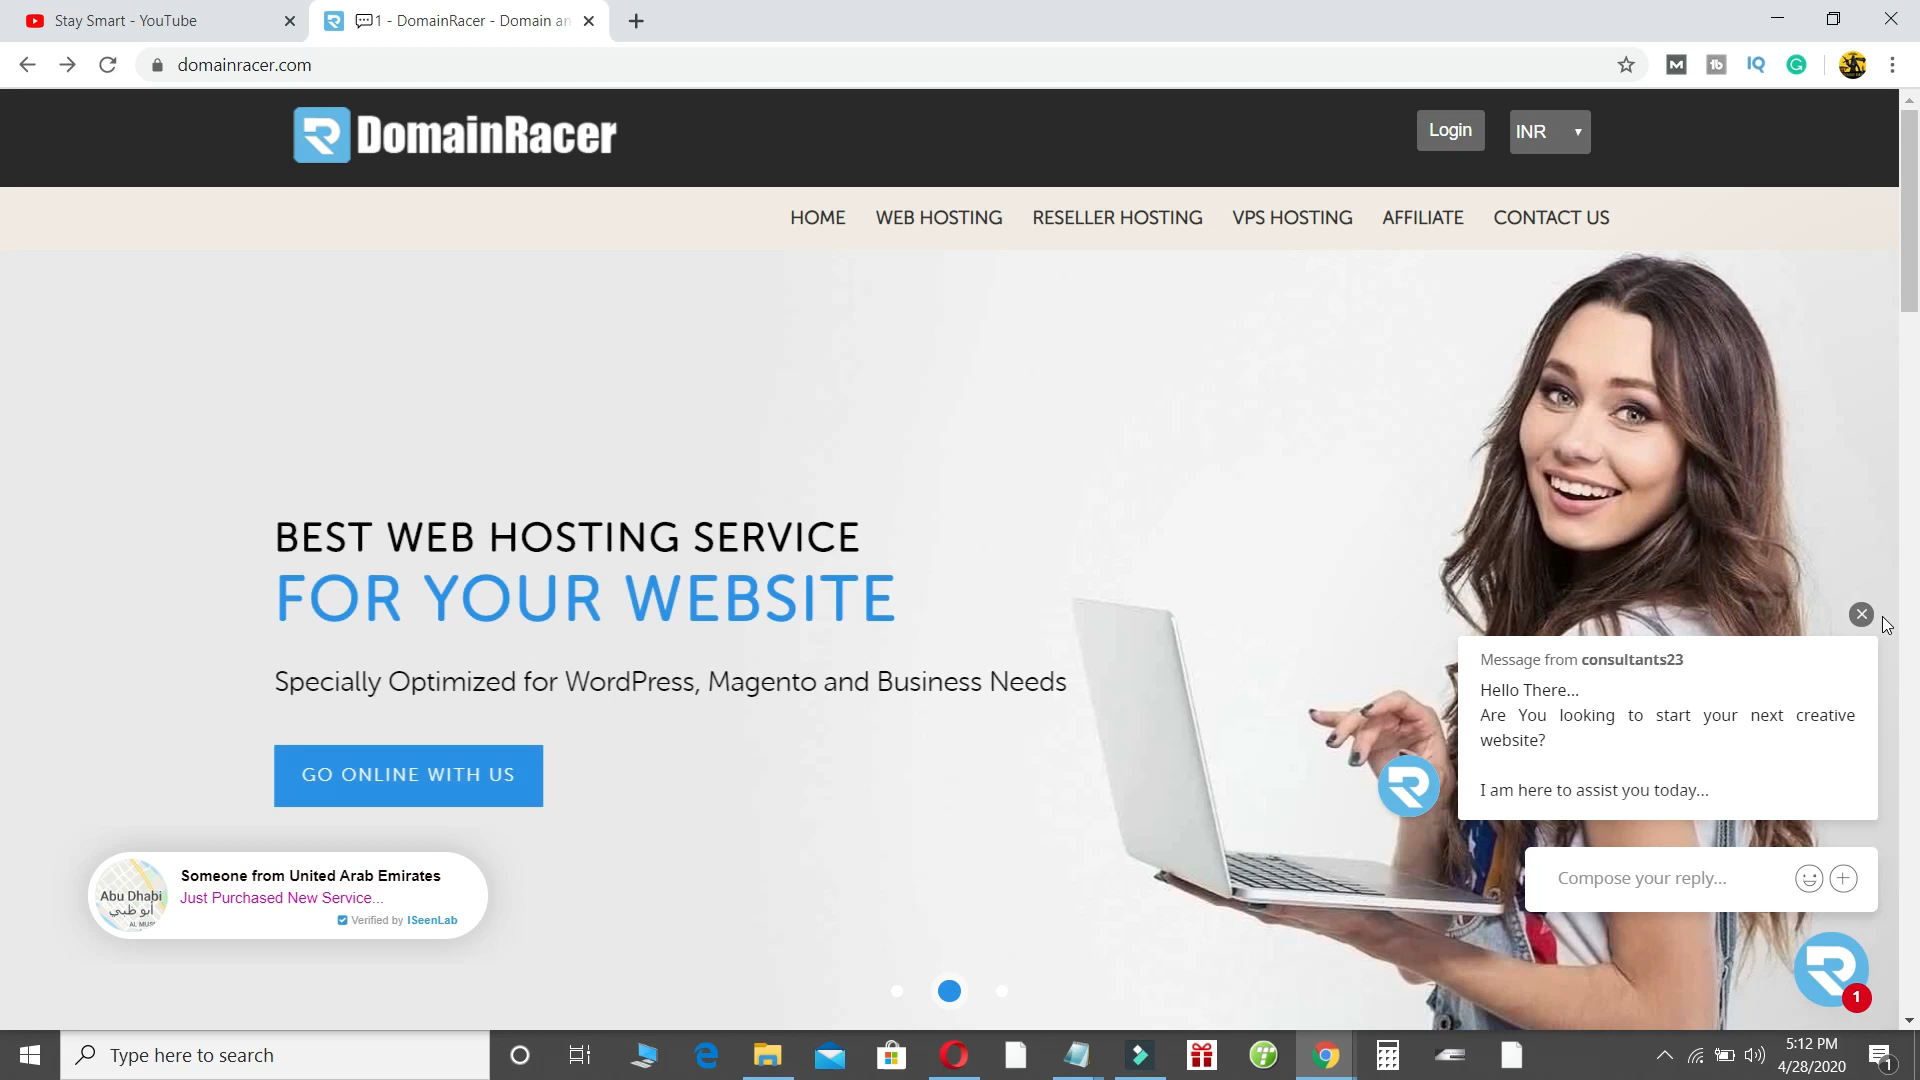 Stay Smart - YouTube
1 - DomainRacer - Domain an
domainracer.com
DomainRacer
Login
INR
HOME
WEB HOSTING
RESELLER HOSTING
VPS HOSTING
AFFILIATE
CONTACT US
BEST WEB HOSTING SERVICE
FOR YOUR WEBSITE
Specially Optimized for WordPress, Magento and Business Needs
GO ONLINE WITH US
Message from consultants23
Hello There...
Are You looking to start your next creative
website?
I am here to assist you today...
Compose your reply...
1
Abu Dhabi
أبو ظبي
AL MUS
Someone from United Arab Emirates
Just Purchased New Service...
Verified by ISeenLab
Type here to search
5:12 PM
4/28/2020
1